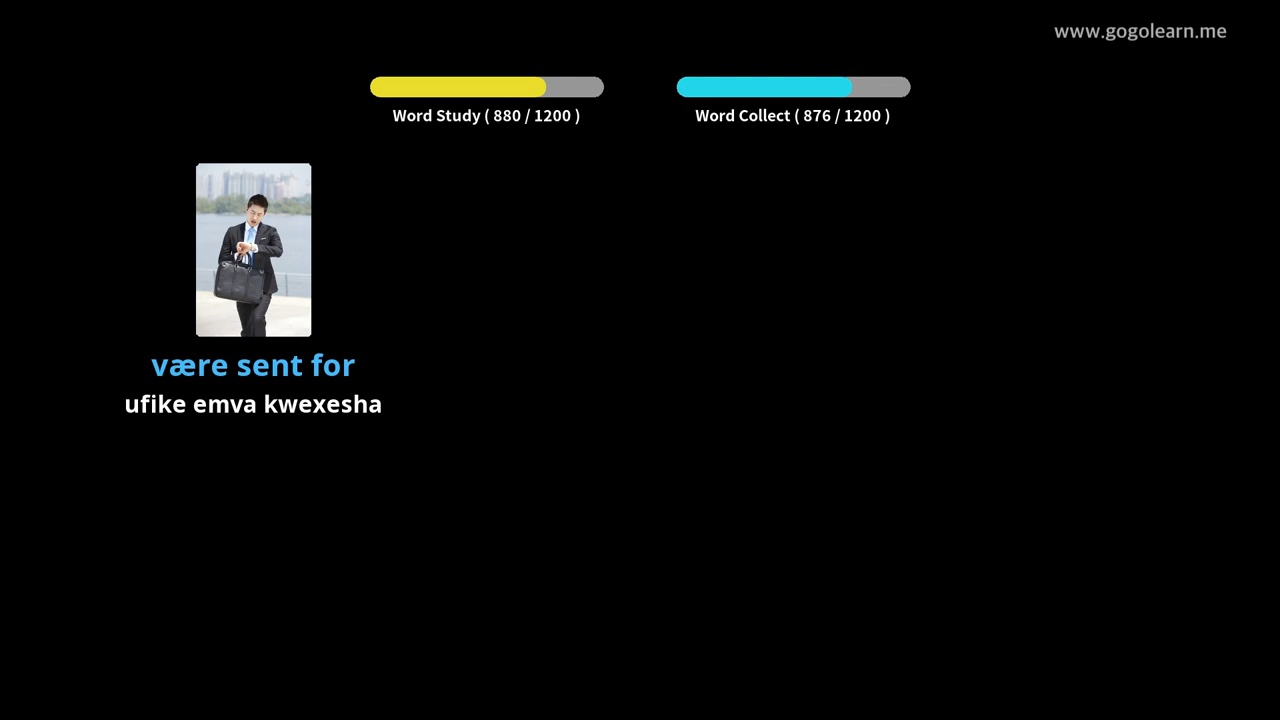 www.gogolearn.me
Word Study ( 880 / 1200 )
Word Collect ( 876 / 1200 )
være sent for
ufike emva kwexesha